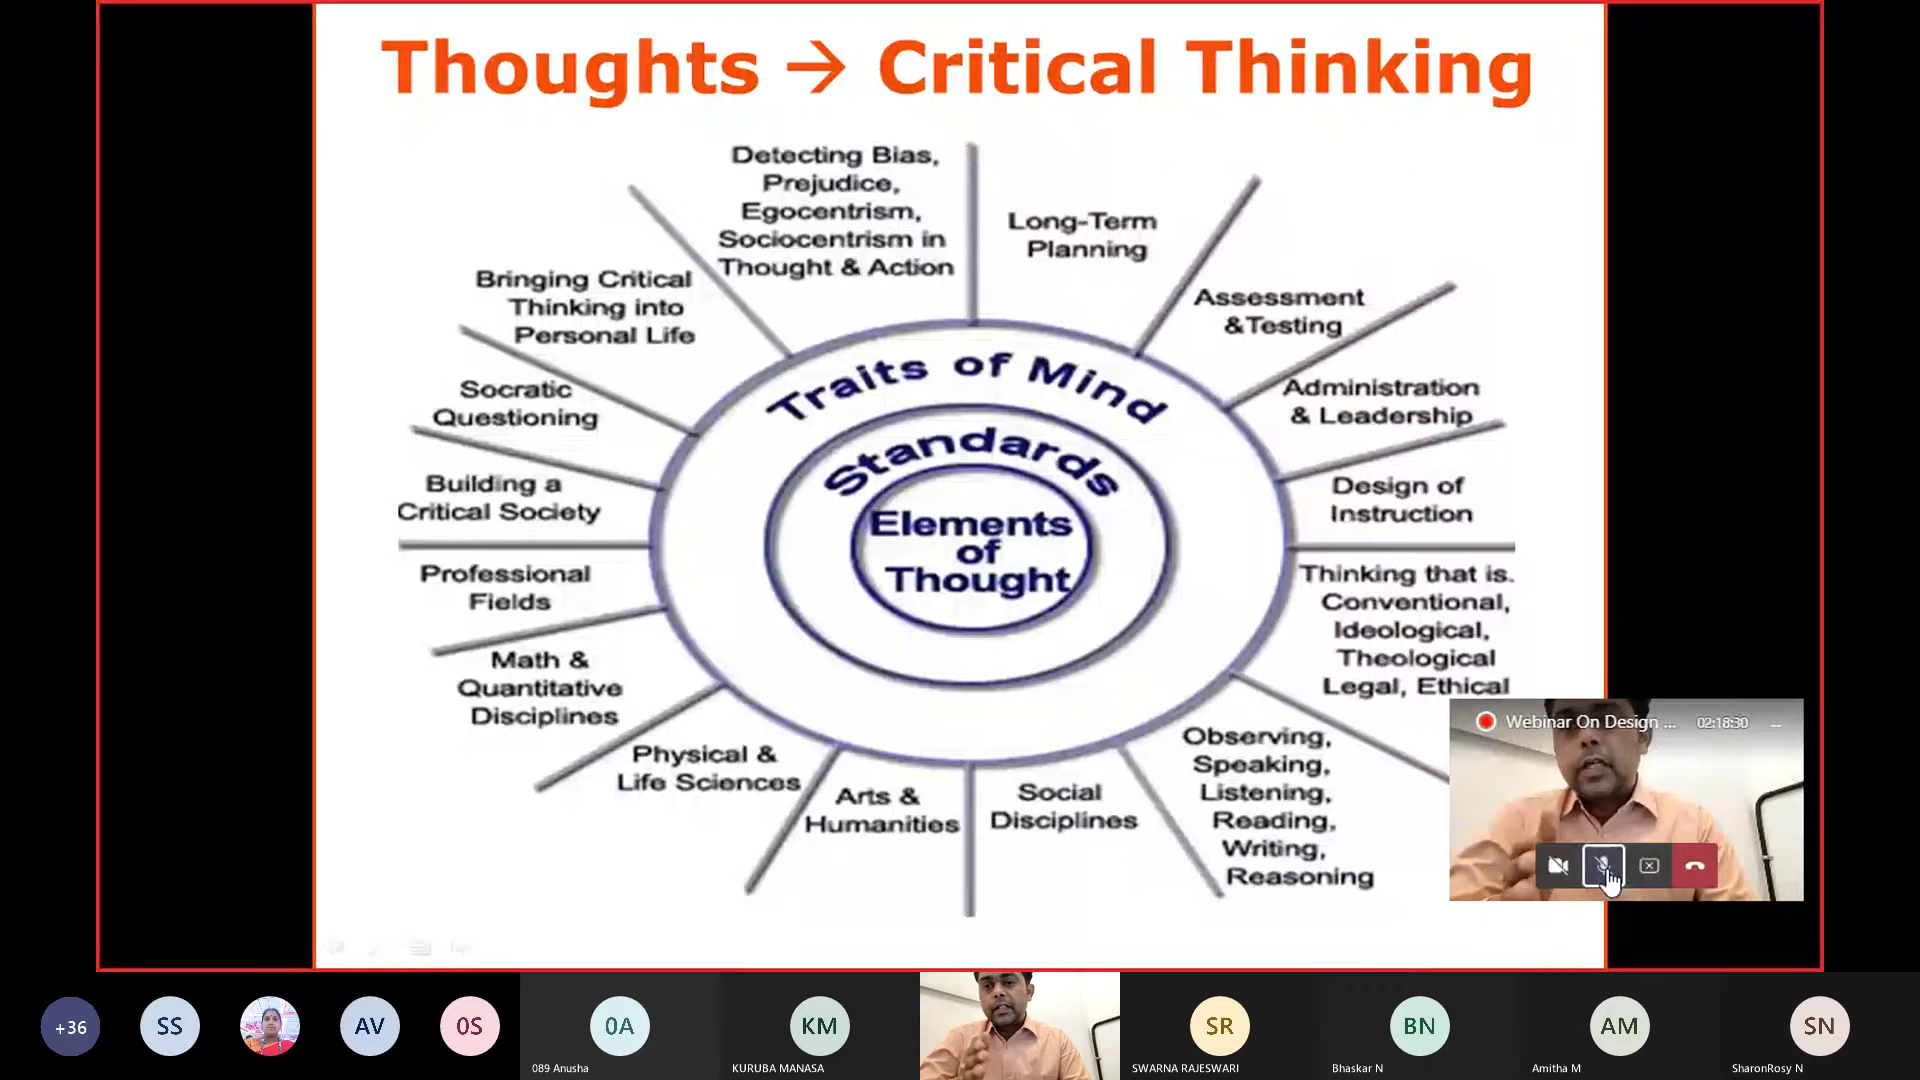 Thoughts → Critical Thinking
Detecting Bias,
Prejudice,
Egocentrism,
Sociocentrism in
Thought & Action
Long-Term
Planning
Assessment
&Testing
Administration
& Leadership
Design of
Instruction
Thinking that is.
Conventional,
Ideological,
Theological
Legal, Ethical
Observing,
Speaking,
Listening,
Reading,
Writing,
Reasoning
Social
Disciplines
Arts &
Humanities
Physical &
Life Sciences
Math &
Quantitative
Disciplines
Professional
Fields
Building a
Critical Society
Socratic
Questioning
Bringing Critical
Thinking into
Personal Life
Traits of Mind
Standards
Elements
of
Thought
Webinar On Design ... 02:18:30
+36
SS
AV
0S
0A
089 Anusha
KM
KURUBA MANASA
SR
SWARNA RAJESWARI
BN
Bhaskar N
AM
Amitha M
SN
SharonRosy N